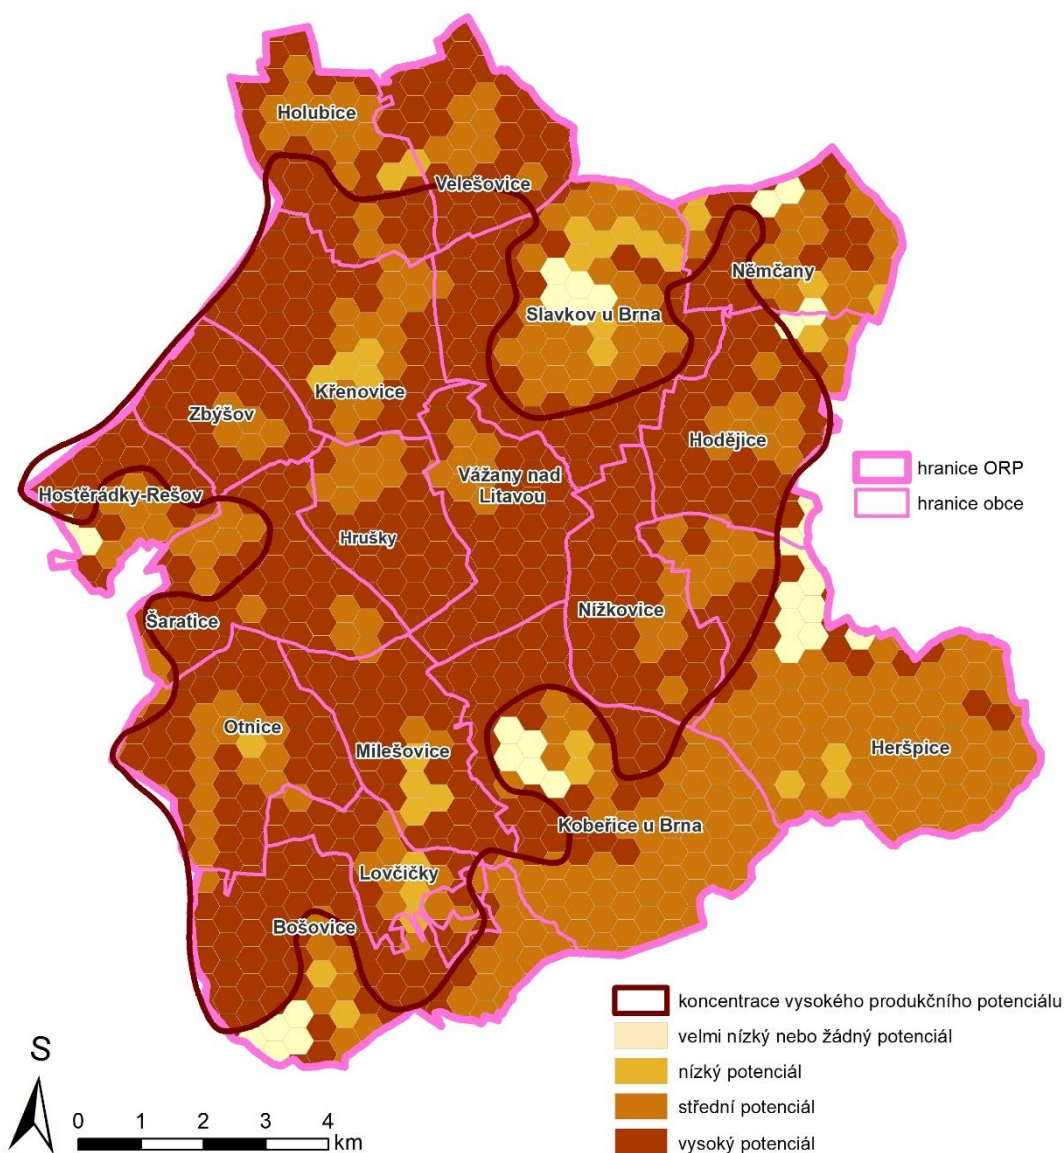 Holubice
Velešovice
Němčany
Slavkov u Brna
Křenovice
Zbýšov
Hodějice
Vážany nad
Litavou
Hostěrádky-Rešov
Hrušky
Nížkovice
Šaratice
Otnice
Milešovice
Heršpice
Kobeřice u Brna
Lovčičky
Bošovice
hranice ORP
hranice obce
koncentrace vysokého produkčního potenciálu
velmi nízký nebo žádný potenciál
nízký potenciál
střední potenciál
vysoký potenciál
S
0 1 2 3 4
km